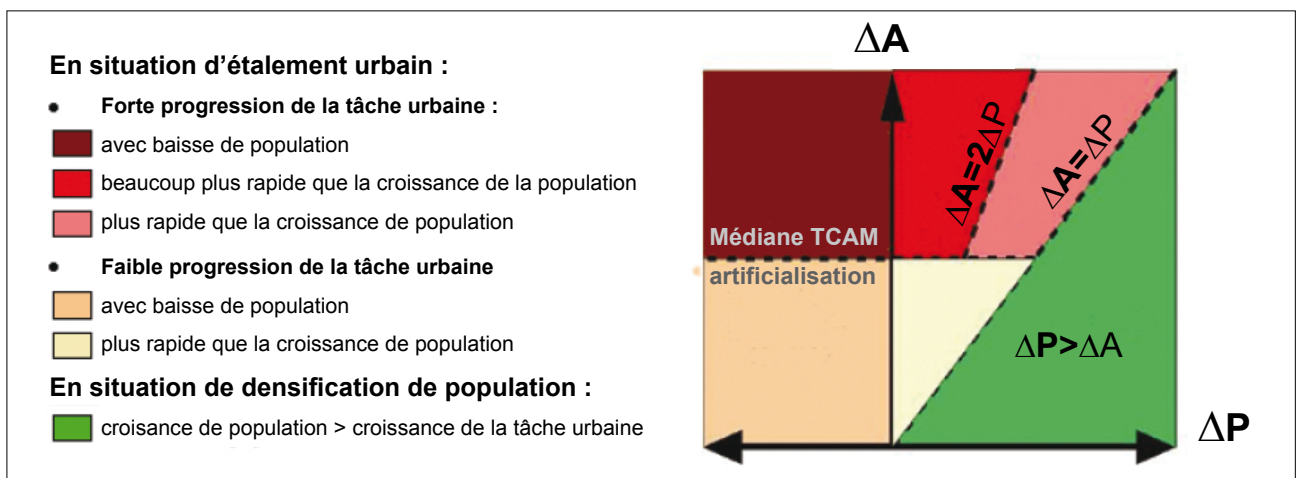 En situation d'étalement urbain :
• Forte progression de la tâche urbaine :
avec baisse de population
beaucoup plus rapide que la croissance de la population
plus rapide que la croissance de population
• Faible progression de la tâche urbaine
avec baisse de population
plus rapide que la croissance de population
En situation de densification de population :
croisance de population > croissance de la tâche urbaine
ΔA
ΔA=2ΔP
ΔA=ΔP
Médiane TCAM
artificialisation
ΔP>ΔA
ΔP